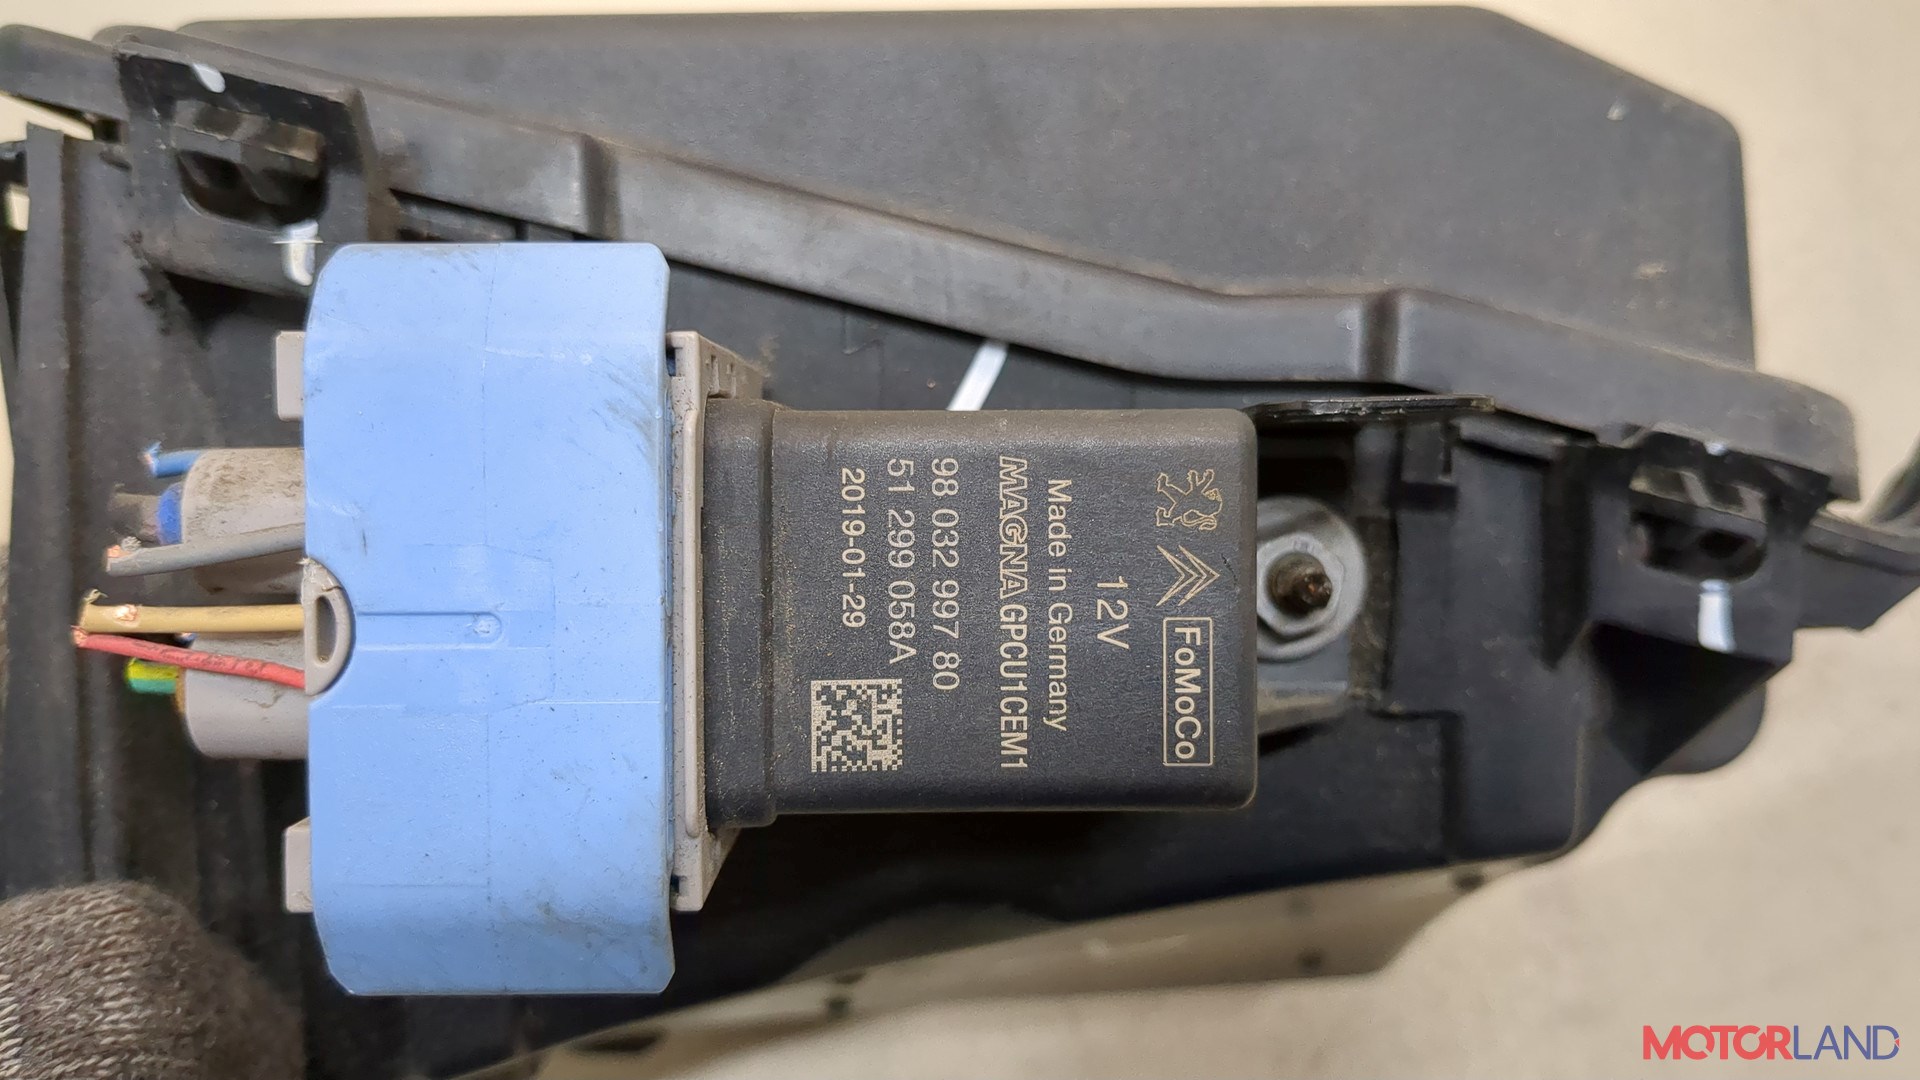 FoMoCo
12V
Made in Germany
MAGNA GPCU1CEM1
98 032 997 80
51 299 058A
2019-01-29
MOTORLAND